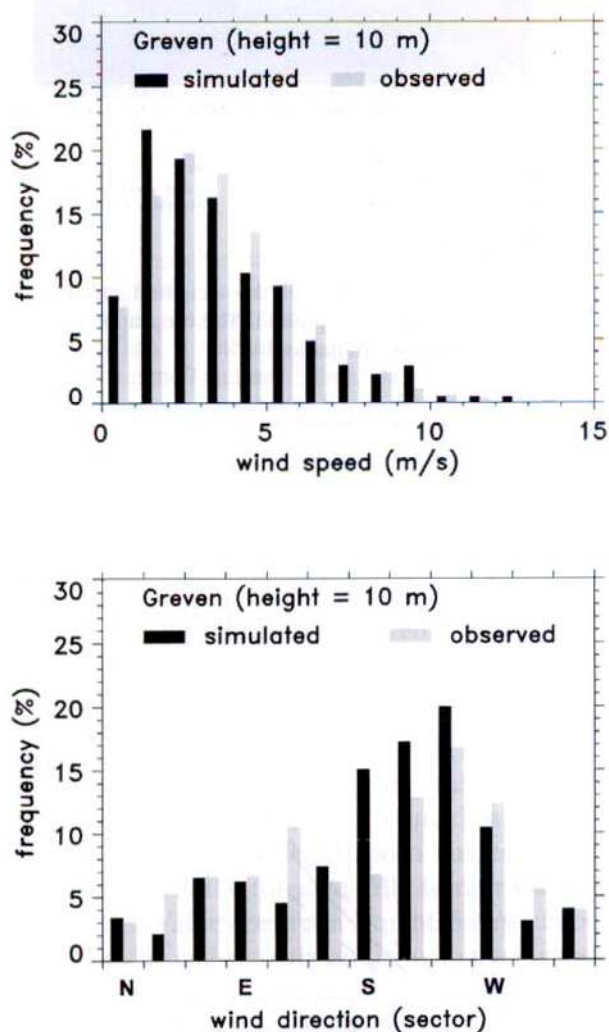 30
Greven (height = 10 m)
simulated observed
25
20
15
10
5
0
frequency (%)
0 5 10 15
wind speed (m/s)
30
Greven (height = 10 m)
simulated observed
25
20
15
10
5
0
frequency (%)
N E S W
wind direction (sector)